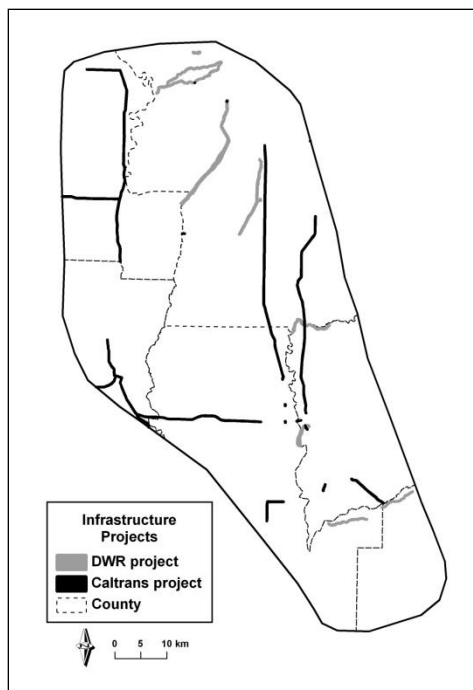 Infrastructure
Projects
DWR project
Caltrans project
County
0 5 10 km